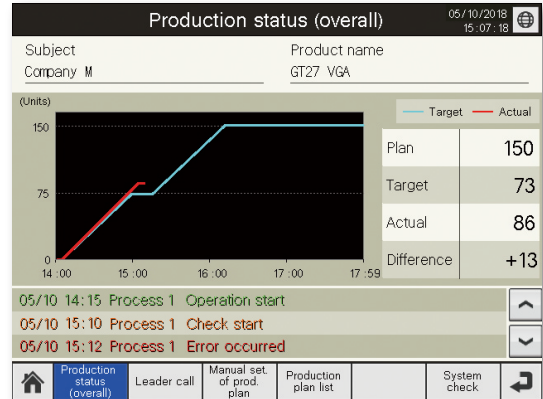 Production status (overall)
05/10/2018
15:07:18
Subject
Product name
Company M
GT27 VGA
(Units)
Target
Actual
150
75
0
14:00
15:00
16:00
17:00
17:59
Plan
150
Target
73
Actual
86
Difference
+13
05/10 14:15 Process 1 Operation start
05/10 15:10 Process 1 Check start
05/10 15:12 Process 1 Error occurred
Production
status
(overall)
Leader call
Manual set.
of prod.
plan
Production
plan list
System
check